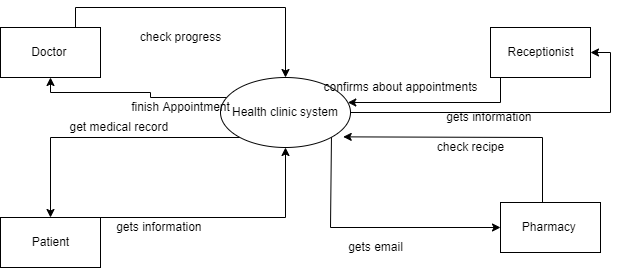 check progress
Doctor
Receptionist
confirms about appointments
finish Appointment
Health clinic system
gets information
get medical record
check recipe
gets information
Pharmacy
Patient
gets email